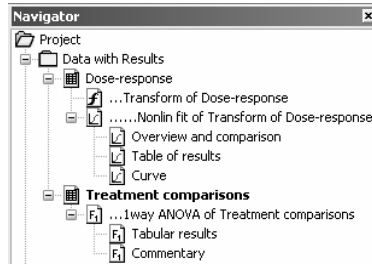 Navigator
Project
Data with Results
Dose-response
...Transform of Dose-response
......Nonlin fit of Transform of Dose-response
Overview and comparison
Table of results
Curve
Treatment comparisons
...1way ANOVA of Treatment comparisons
Tabular results
Commentary